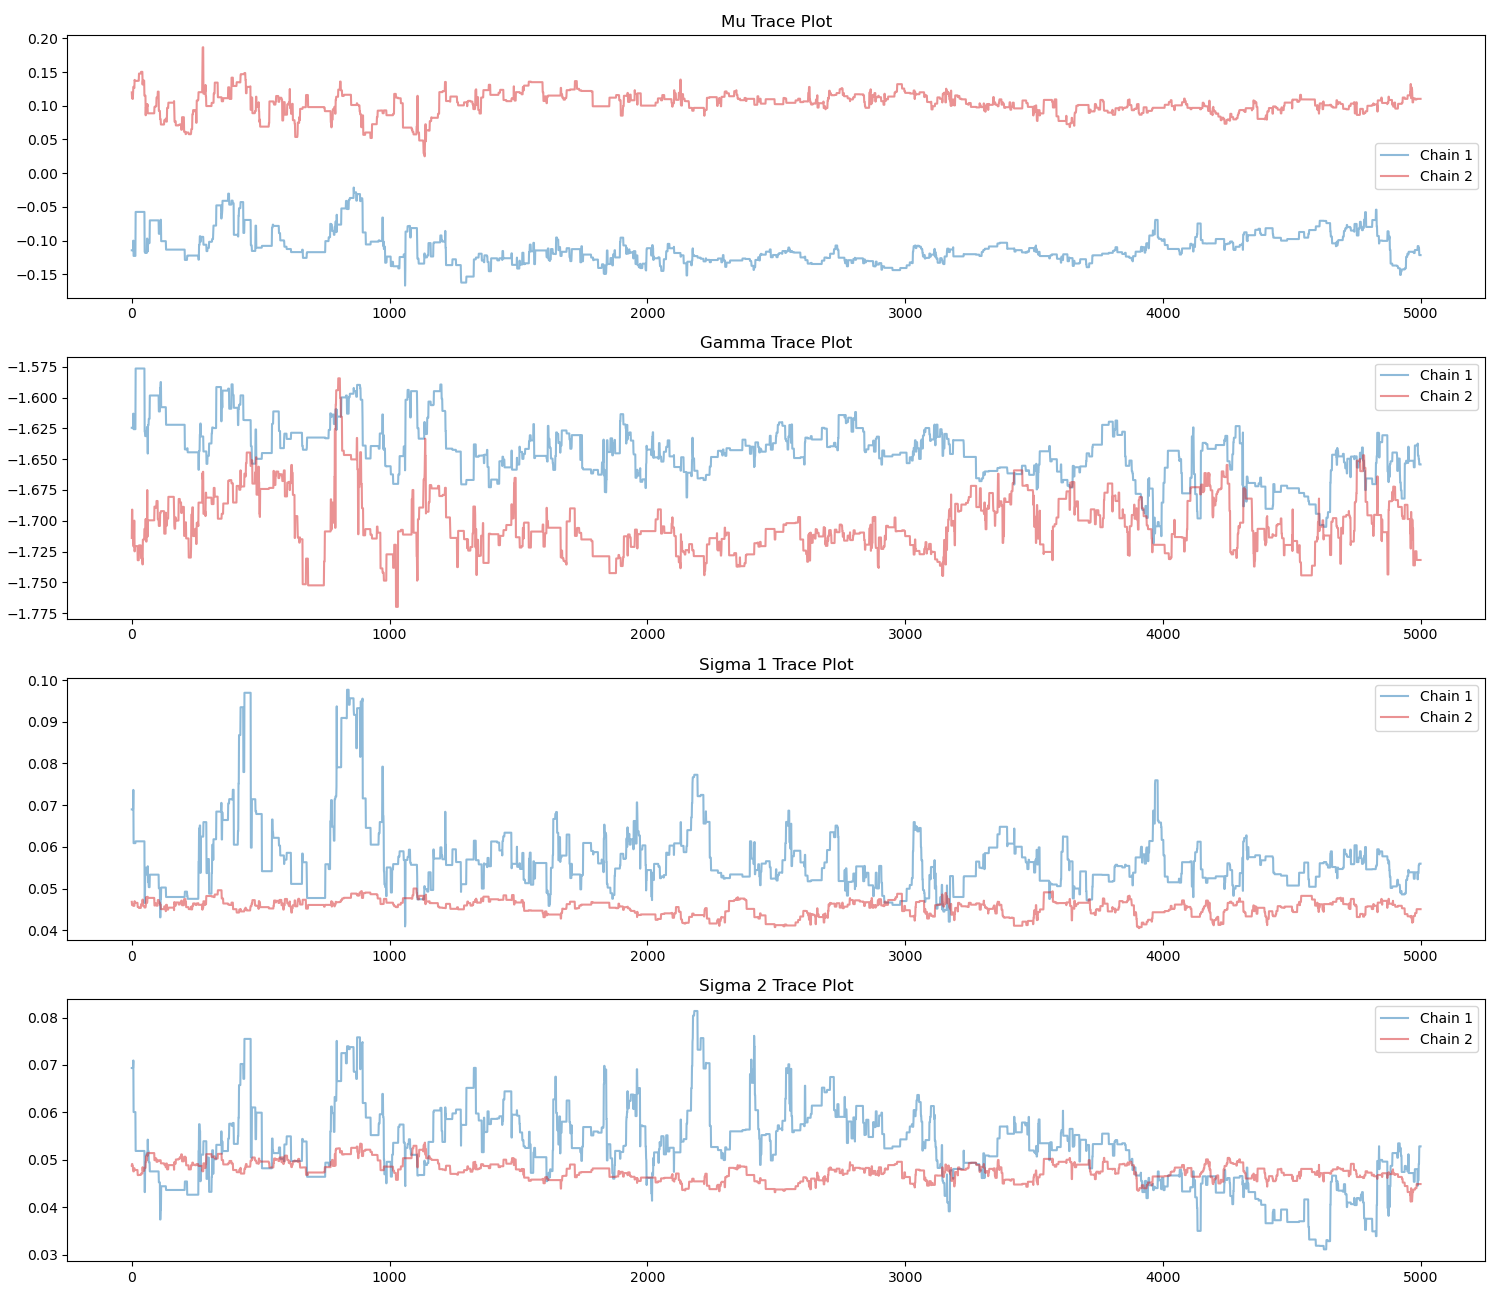 Mu Trace Plot
0.20
0.15
0.10
0.05
0.00
−0.05
−0.10
−0.15
Chain 1
Chain 2
0 1000 2000 3000 4000 5000
Gamma Trace Plot
−1.575
−1.600
−1.625
−1.650
−1.675
−1.700
−1.725
−1.750
−1.775
Chain 1
Chain 2
0 1000 2000 3000 4000 5000
Sigma 1 Trace Plot
0.10
0.09
0.08
0.07
0.06
0.05
0.04
Chain 1
Chain 2
0 1000 2000 3000 4000 5000
Sigma 2 Trace Plot
0.08
0.07
0.06
0.05
0.04
0.03
Chain 1
Chain 2
0 1000 2000 3000 4000 5000